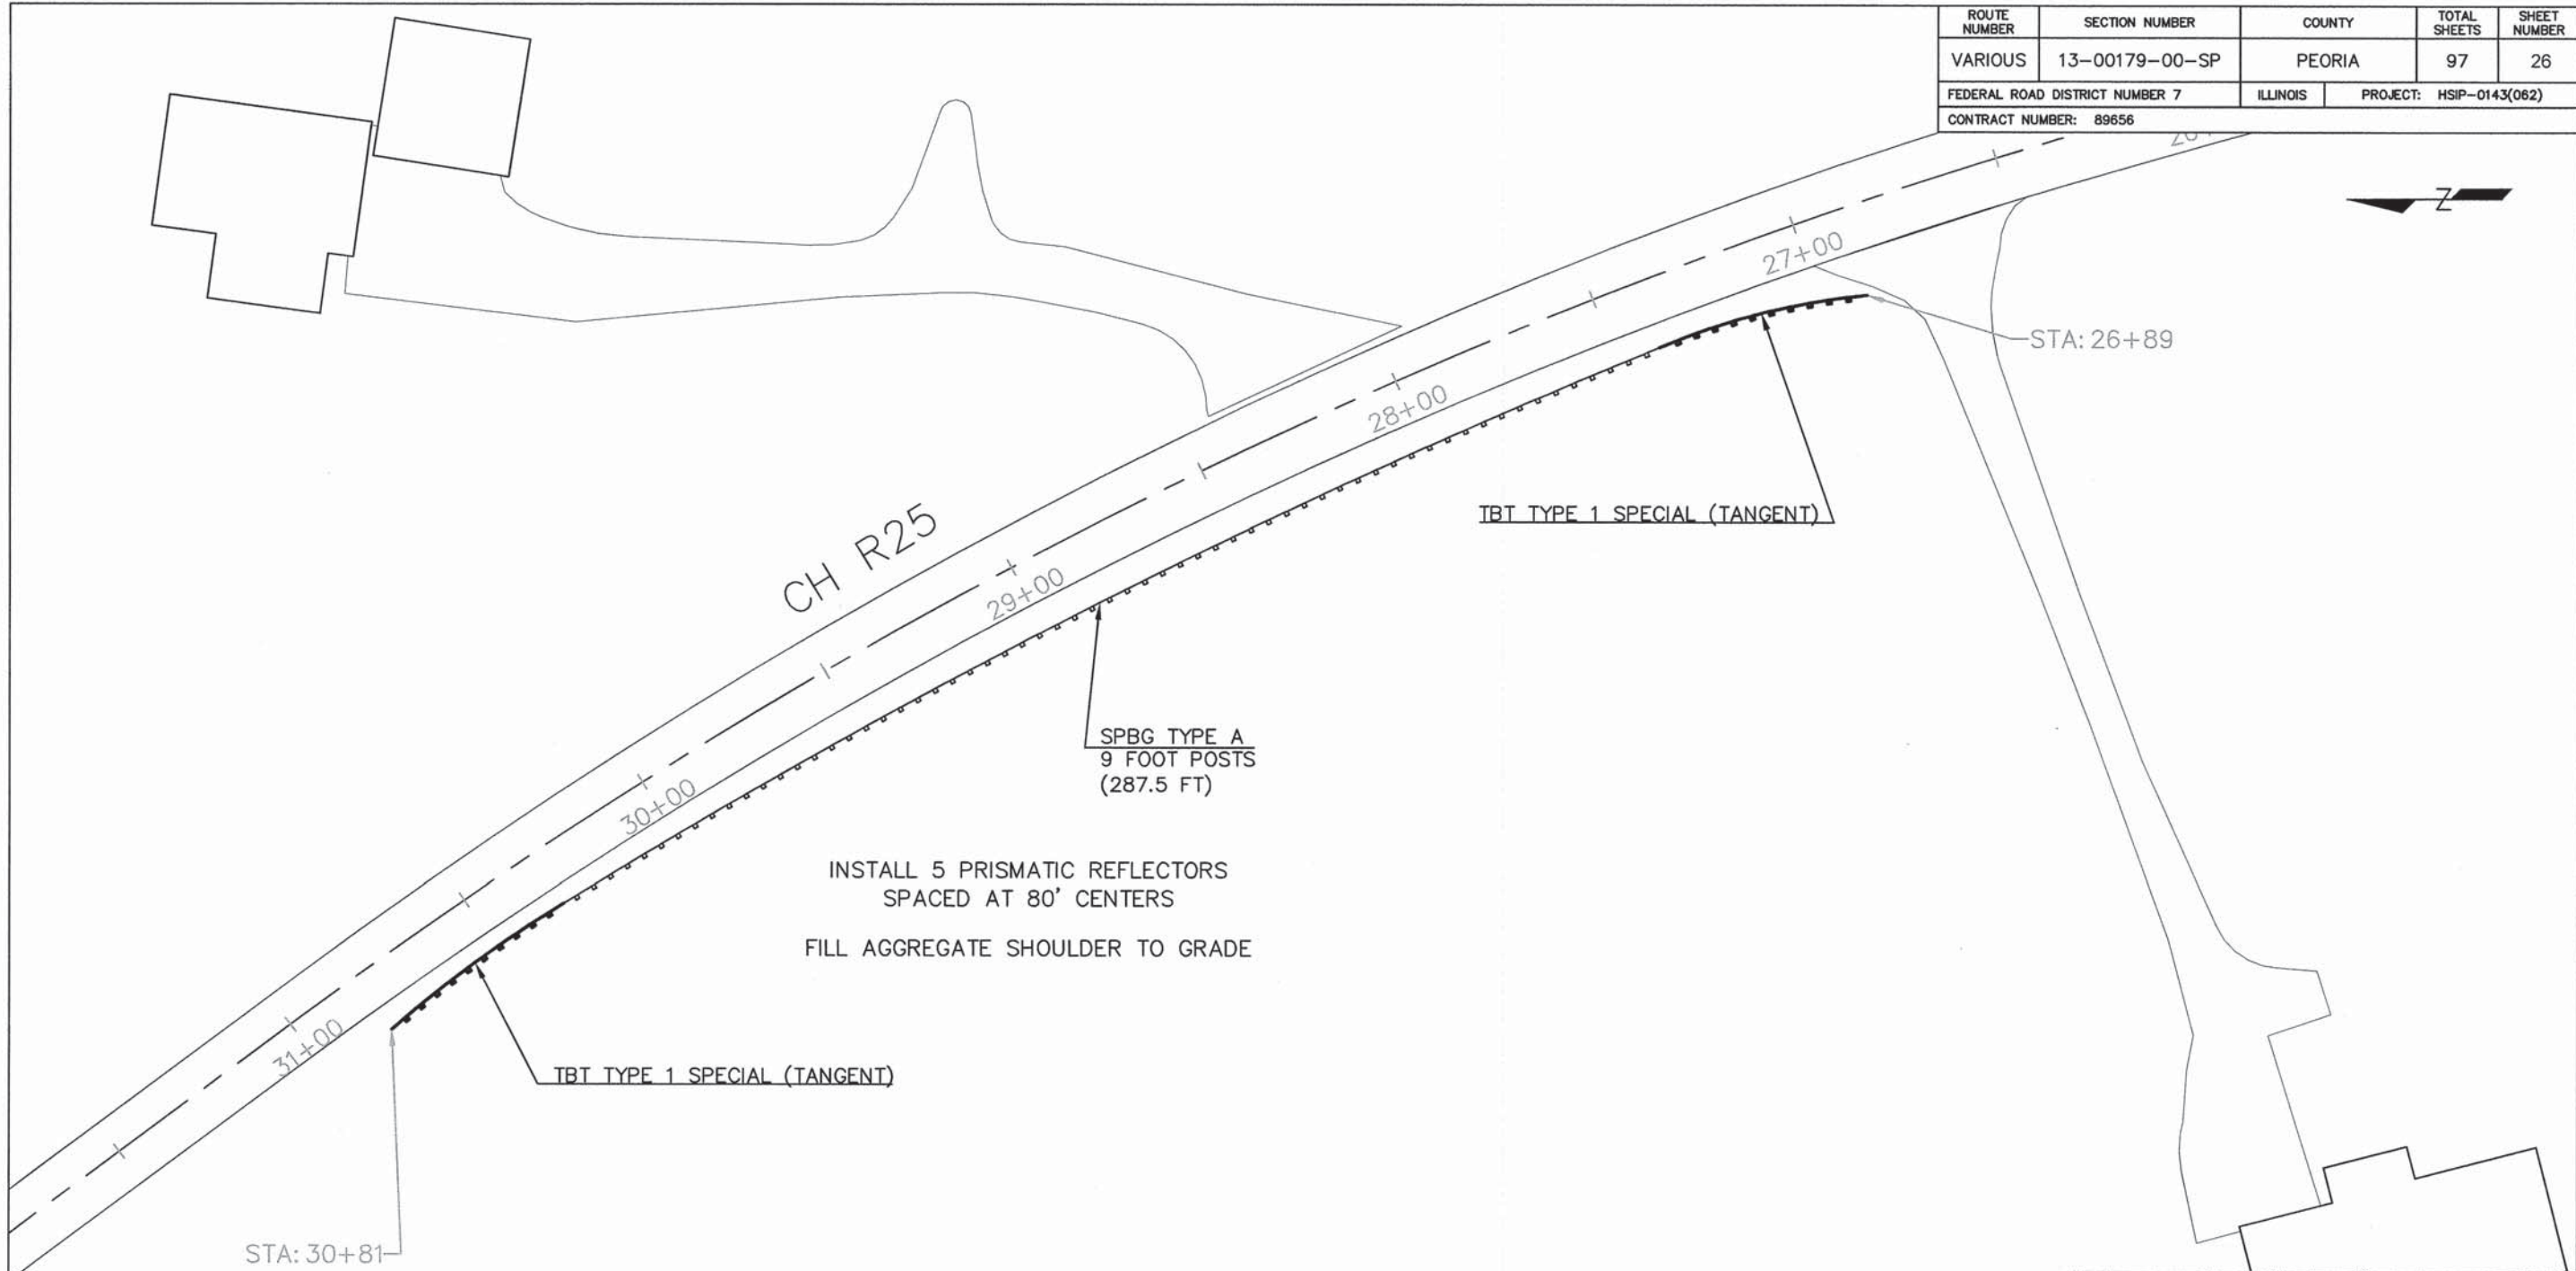 ROUTE NUMBER SECTION NUMBER COUNTY TOTAL SHEETS SHEET NUMBER
VARIOUS 13-00179-00-SP PEORIA 97 26
FEDERAL ROAD DISTRICT NUMBER 7 ILLINOIS PROJECT: HSIP-0143(062)
CONTRACT NUMBER: 89656
Z
27+00
STA: 26+89
28+00
TBT TYPE 1 SPECIAL (TANGENT)
CH R25
29+00
SPBG TYPE A
9 FOOT POSTS
(287.5 FT)
30+00
INSTALL 5 PRISMATIC REFLECTORS
SPACED AT 80' CENTERS
FILL AGGREGATE SHOULDER TO GRADE
31+00
TBT TYPE 1 SPECIAL (TANGENT)
STA: 30+81